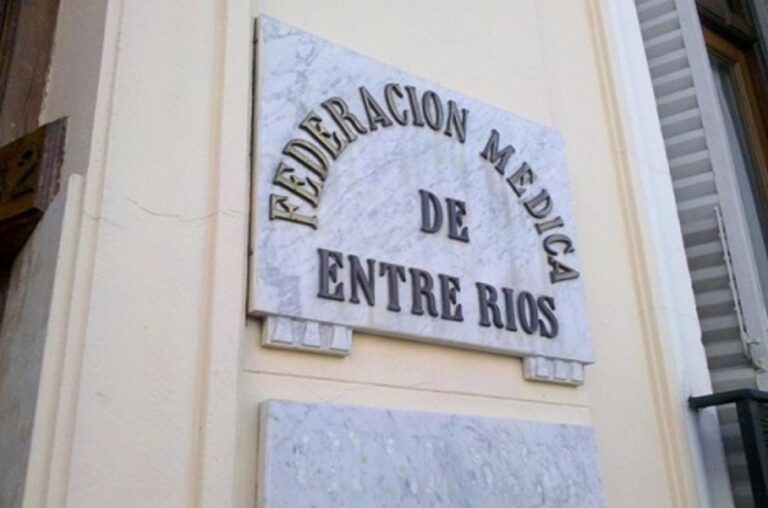 FEDERACION MEDICA
DE
ENTRE RIOS